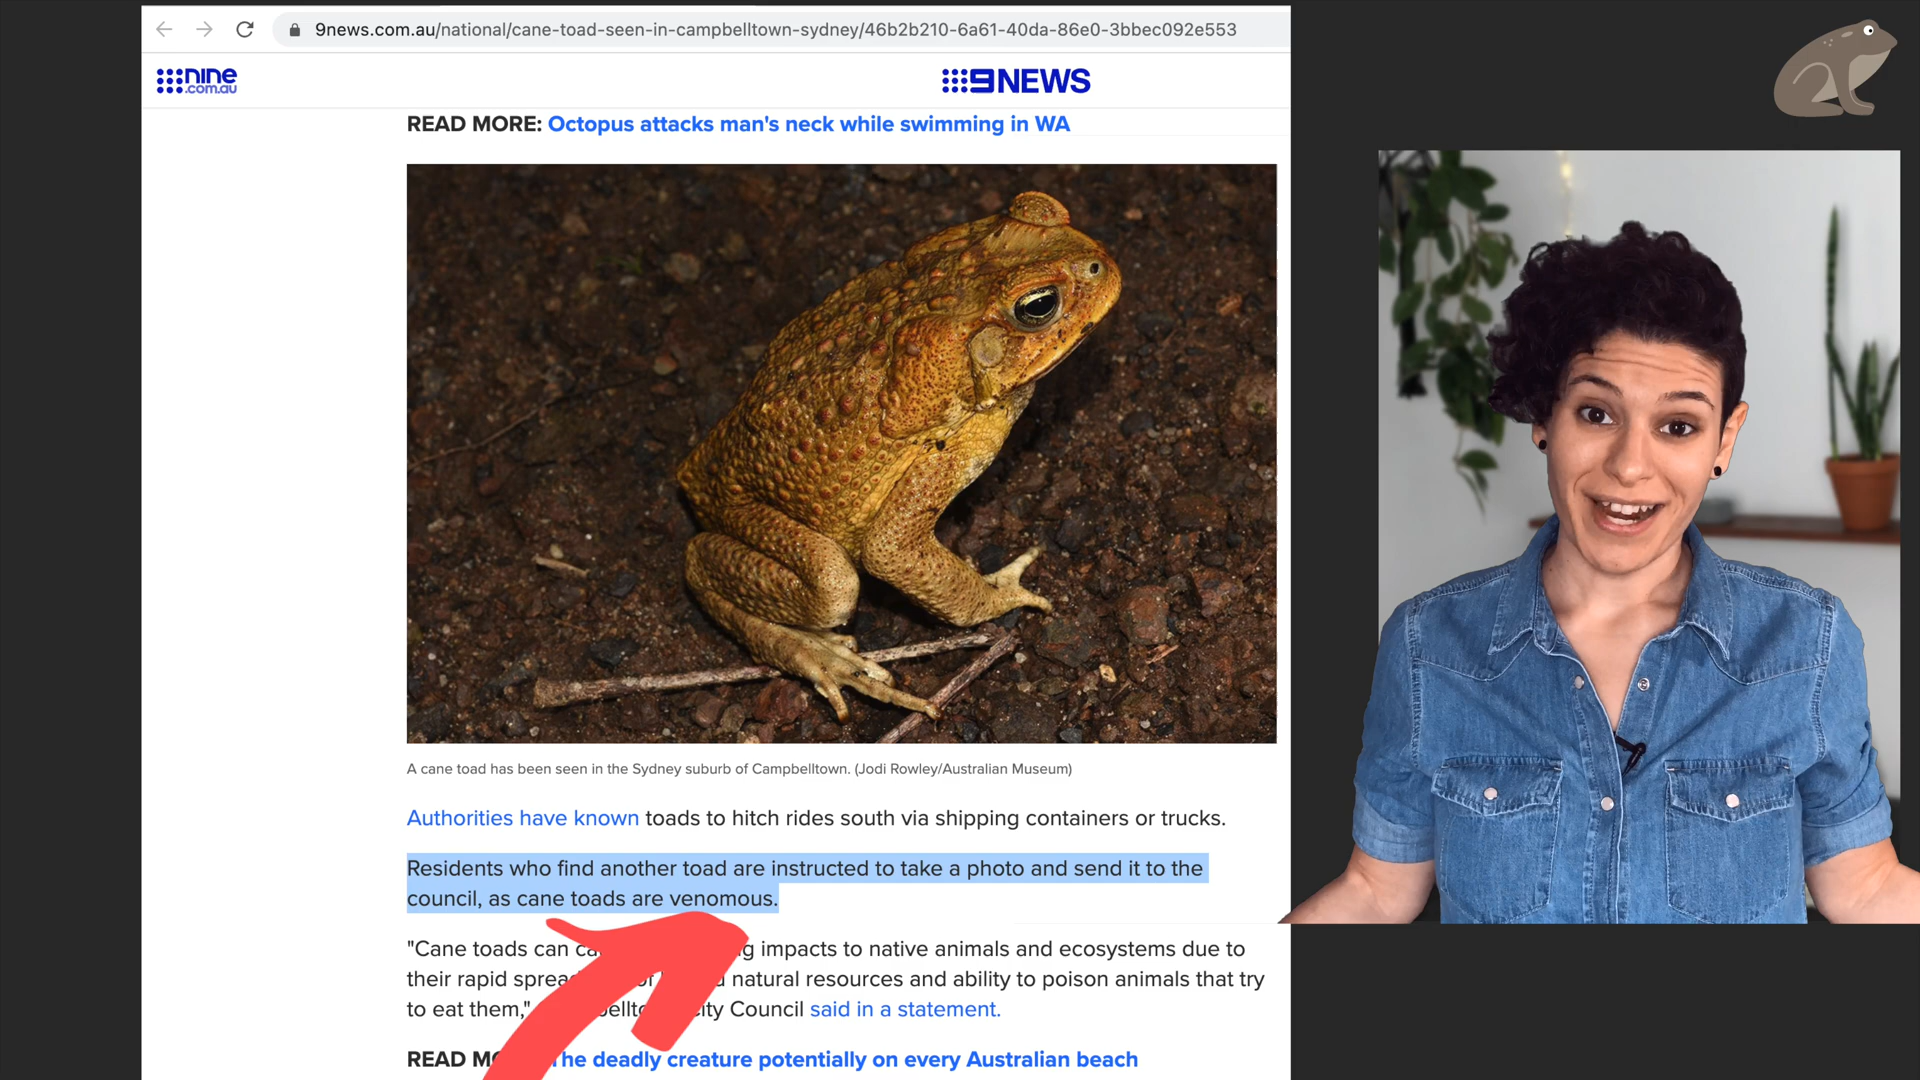 9news.com.au/national/cane-toad-seen-in-campbelltown-sydney/46b2b210-6a61-40da-86e0-3bbec092e553
nine
.com.au
9NEWS
READ MORE: Octopus attacks man's neck while swimming in WA
A cane toad has been seen in the Sydney suburb of Campbelltown. (Jodi Rowley/Australian Museum)
Authorities have known toads to hitch rides south via shipping containers or trucks.
Residents who find another toad are instructed to take a photo and send it to the
council, as cane toads are venomous.
"Cane toads can impacts to native animals and ecosystems due to
their rapid natural resources and ability to poison animals that try
to eat them," City Council said in a statement.
READ The deadly creature potentially on every Australian beach